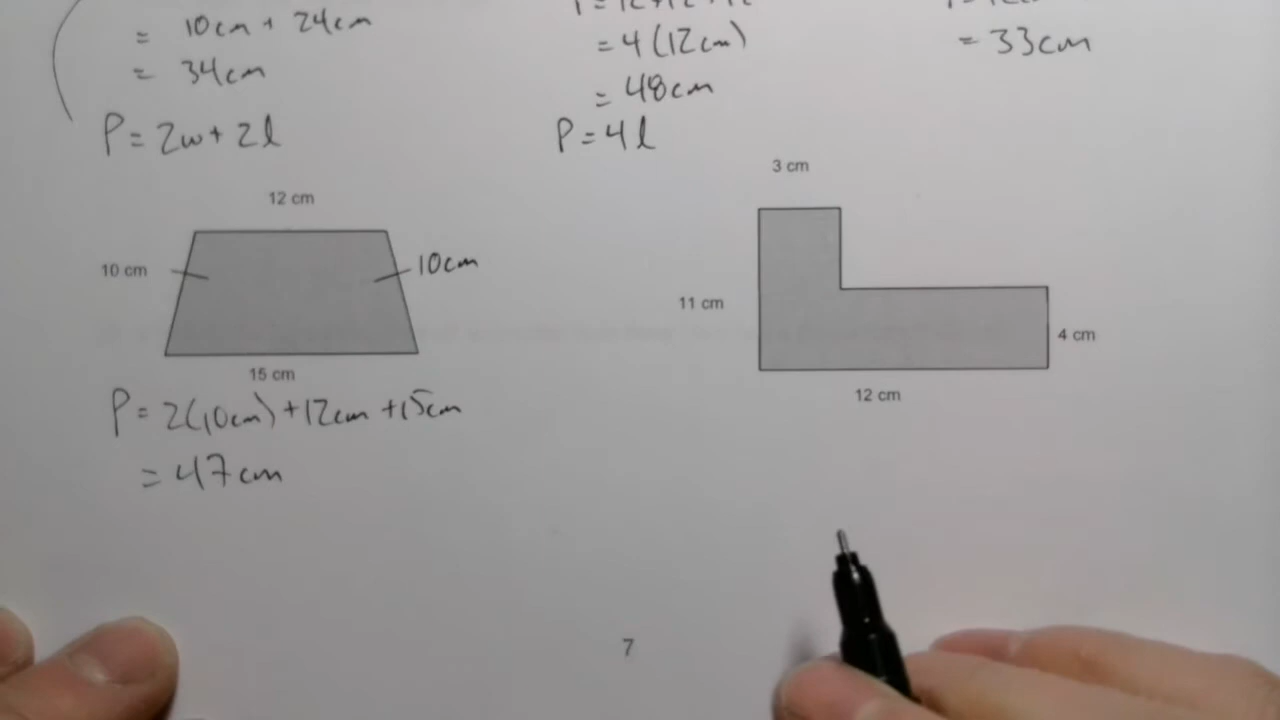 = 10cm + 24cm
= 34cm
P = 2w + 2l
= 4(12cm)
= 48cm
P = 4l
= 33cm
12 cm
10 cm
10cm
15 cm
P = 2(10cm) + 12cm + 15cm
= 47cm
3 cm
11 cm
4 cm
12 cm
7